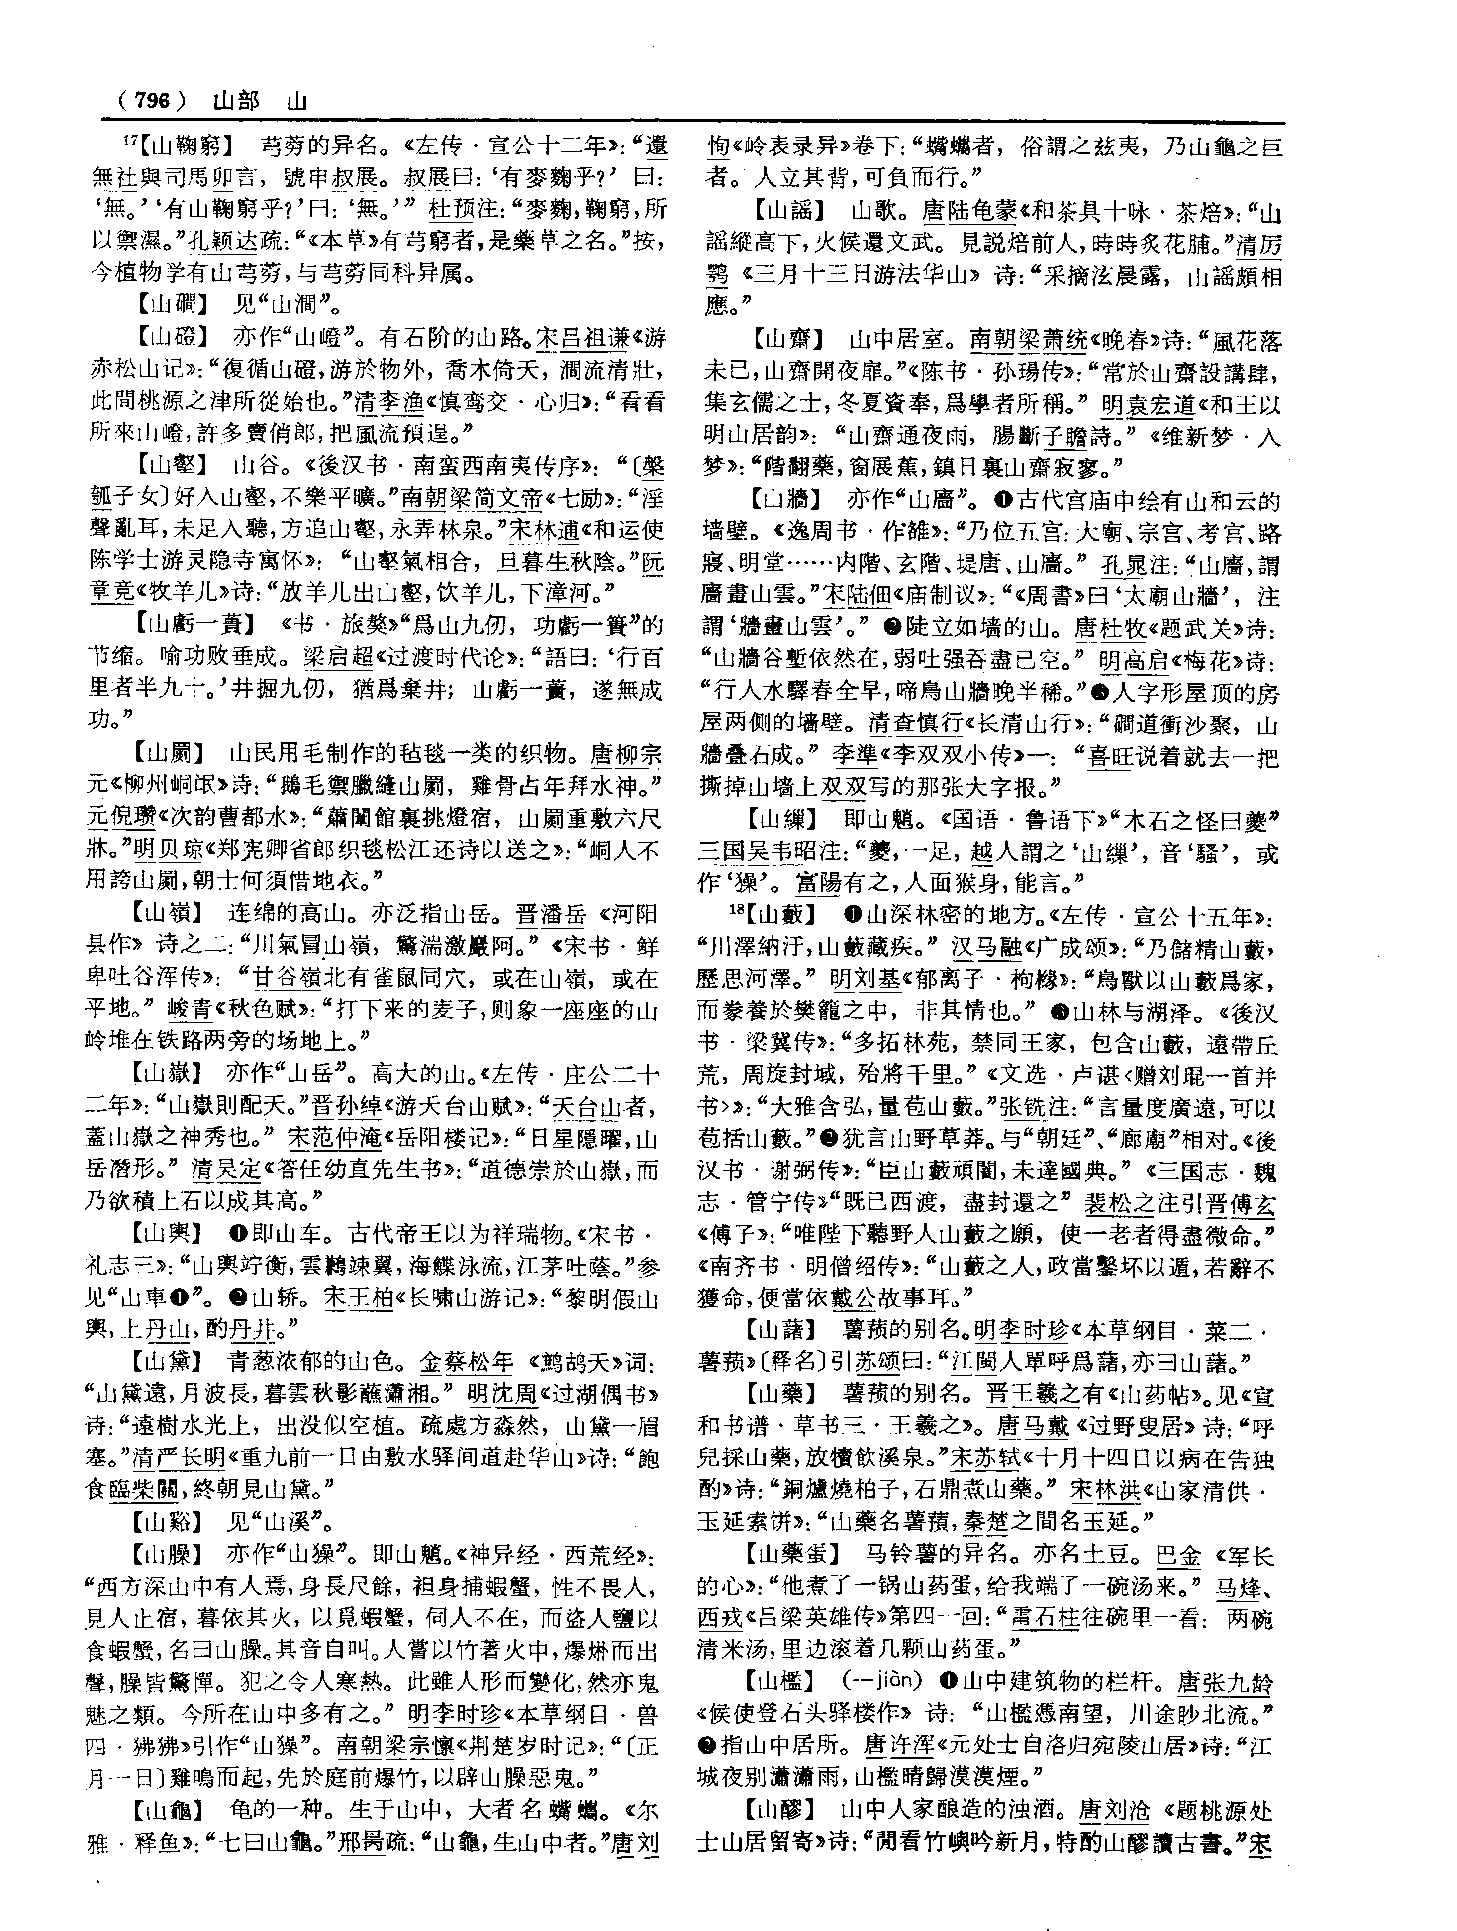 （796） 山部 山
17【山鞠窮】 芎䓖的异名。《左传·宣公十二年》：“還
無社與司馬卯言，號申叔展。叔展曰：‘有麥麴乎？’曰：
‘無。’‘有山鞠窮乎？’曰：‘無。’”杜预注：“麥麴，鞠窮，所
以禦濕。”孔颖达疏：“《本草》有芎窮者，是藥草之名。”按，
今植物学有山芎䓖，与芎䓖同科异属。
【山磵】 见“山澗”。
【山磴】 亦作“山嶝”。有石阶的山路。宋吕祖谦《游
赤松山记》：“復循山磴，游於物外，喬木倚天，澗流清壯，
此間桃源之津所從始也。”清李渔《慎鸾交·心归》：“看看
所來山嶝，許多賣俏郎，把風流預逞。”
【山壑】 山谷。《後汉书·南蛮西南夷传序》：“〔槃
瓠子女〕好入山壑，不樂平曠。”南朝梁简文帝《七励》：“淫
聲亂耳，未足入聽，方追山壑，永弄林泉。”宋林逋《和运使
陈学士游灵隐寺寓怀》：“山壑氣相合，旦暮生秋陰。”阮
章竞《牧羊儿》诗：“放羊儿出山壑，饮羊儿，下漳河。”
【山虧一蕢】 《书·旅獒》“爲山九仞，功虧一簣”的
节缩。喻功败垂成。梁启超《过渡时代论》：“語曰：‘行百
里者半九十。’井掘九仞，猶爲棄井；山虧一蕢，遂無成
功。”
【山罽】 山民用毛制作的毡毯一类的织物。唐柳宗
元《柳州峒氓》诗：“鵝毛禦臘縫山罽，雞骨占年拜水神。”
元倪瓒《次韵曹都水》：“蕭閑館裏挑燈宿，山罽重敷六尺
牀。”明贝琼《郑宪卿省郎织毯松江还诗以送之》：“峒人不
用誇山罽，朝士何須惜地衣。”
【山嶺】 连绵的高山。亦泛指山岳。晋潘岳《河阳
县作》诗之二：“川氣冒山嶺，驚湍激巖阿。”《宋书·鲜
卑吐谷浑传》：“甘谷嶺北有雀鼠同穴，或在山嶺，或在
平地。”峻青《秋色赋》：“打下来的麦子，则象一座座的山
岭堆在铁路两旁的场地上。”
【山嶽】 亦作“山岳”。高大的山。《左传·庄公二十
二年》：“山嶽則配天。”晋孙绰《游天台山赋》：“天台山者，
蓋山嶽之神秀也。”宋范仲淹《岳阳楼记》：“日星隱曜，山
岳潛形。”清吴定《答任幼直先生书》：“道德崇於山嶽，而
乃欲積上石以成其高。”
【山輿】 ❶即山车。古代帝王以为祥瑞物。《宋书·
礼志三》：“山輿竚衡，雲鶼竦翼，海鰈泳流，江茅吐蔭。”参
见“山車❶”。❷山轿。宋王柏《长啸山游记》：“黎明假山
輿，上丹山，酌丹井。”
【山黛】 青葱浓郁的山色。金蔡松年《鹧鸪天》词：
“山黛遠，月波長，暮雲秋影蘸瀟湘。”明沈周《过湖偶书》
诗：“遠樹水光上，出没似空植。疏處方淼然，山黛一眉
塞。”清严长明《重九前一日由敷水驿间道赴华山》诗：“飽
食臨柴關，終朝見山黛。”
【山谿】 见“山溪”。
【山臊】 亦作“山㺑”。即山魈。《神异经·西荒经》：
“西方深山中有人焉，身長尺餘，袒身捕蝦蟹，性不畏人，
見人止宿，暮依其火，以覓蝦蟹，伺人不在，而盜人鹽以
食蝦蟹，名曰山臊。其音自叫。人嘗以竹著火中，爆烞而出
聲，臊皆驚憚。犯之令人寒熱。此雖人形而變化，然亦鬼
魅之類。今所在山中多有之。”明李时珍《本草纲目·兽
四·狒狒》引作“山㺑”。南朝梁宗懔《荆楚岁时记》：“〔正
月一日〕雞鳴而起，先於庭前爆竹，以辟山臊惡鬼。”
【山龜】 龟的一种。生于山中，大者名蟕蠵。《尔
雅·释鱼》：“七曰山龜。”邢昺疏：“山龜，生山中者。”唐刘
恂《岭表录异》卷下：“蟕蠵者，俗謂之兹夷，乃山龜之巨
者。人立其背，可負而行。”
【山謡】 山歌。唐陆龟蒙《和茶具十咏·茶焙》：“山
謡縱高下，火候還文武。見説焙前人，時時炙花脯。”清厉
鹗《三月十三日游法华山》诗：“采摘泫晨露，山謡頗相
應。”
【山齋】 山中居室。南朝梁萧统《晚春》诗：“風花落
未已，山齋開夜扉。”《陈书·孙瑒传》：“常於山齋設講肆，
集玄儒之士，冬夏資奉，爲學者所稱。”明袁宏道《和王以
明山居韵》：“山齋通夜雨，腸斷子瞻詩。”《维新梦·入
梦》：“階翻藥，窗展蕉，鎮日裏山齋寂寥。”
【山牆】 亦作“山廧”。❶古代宫庙中绘有山和云的
墙壁。《逸周书·作雒》：“乃位五宫：大廟、宗宫、考宫、路
寢、明堂……内階、玄階、堤唐、山廧。”孔晁注：“山廧，謂
廧畫山雲。”宋陆佃《庙制议》：“《周書》曰‘太廟山牆’，注
謂‘牆畫山雲’。”❷陡立如墙的山。唐杜牧《题武关》诗：
“山牆谷塹依然在，弱吐强吞盡已空。”明高启《梅花》诗：
“行人水驛春全早，啼鳥山牆晚半稀。”❸人字形屋顶的房
屋两侧的墙壁。清查慎行《长清山行》：“磵道衝沙聚，山
牆叠石成。”李準《李双双小传》一：“喜旺说着就去一把
撕掉山墙上双双写的那张大字报。”
【山繅】 即山魈。《国语·鲁语下》“木石之怪曰夔”
三国吴韦昭注：“夔，一足，越人謂之‘山繅’，音‘騷’，或
作‘㺑’。富陽有之，人面猴身，能言。”
18【山藪】 ❶山深林密的地方。《左传·宣公十五年》：
“川澤納汙，山藪藏疾。”汉马融《广成颂》：“乃儲精山藪，
歷思河澤。”明刘基《郁离子·枸橼》：“鳥獸以山藪爲家，
而豢養於樊籠之中，非其情也。”❷山林与湖泽。《後汉
书·梁冀传》：“多拓林苑，禁同王家，包含山藪，遠帶丘
荒，周旋封域，殆將千里。”《文选·卢谌〈赠刘琨一首并
书〉》：“大雅含弘，量苞山藪。”张铣注：“言量度廣遠，可以
苞括山藪。”❸犹言山野草莽。与“朝廷”、“廊廟”相对。《後
汉书·谢弼传》：“臣山藪頑闇，未達國典。”《三国志·魏
志·管宁传》“既已西渡，盡封還之”裴松之注引晋傅玄
《傅子》：“唯陛下聽野人山藪之願，使一老者得盡微命。”
《南齐书·明僧绍传》：“山藪之人，政當鑿坏以遁，若辭不
獲命，便當依戴公故事耳。”
【山藷】 薯蓣的别名。明李时珍《本草纲目·菜二·
薯蓣》〔释名〕引苏颂曰：“江閩人單呼爲藷，亦曰山藷。”
【山藥】 薯蓣的别名。晋王羲之有《山药帖》。见《宣
和书谱·草书三·王羲之》。唐马戴《过野叟居》诗：“呼
兒採山藥，放犢飲溪泉。”宋苏轼《十月十四日以病在告独
酌》诗：“銅爐燒柏子，石鼎煮山藥。”宋林洪《山家清供·
玉延索饼》：“山藥名薯蕷，秦楚之間名玉延。”
【山藥蛋】 马铃薯的异名。亦名土豆。巴金《军长
的心》：“他煮了一锅山药蛋，给我端了一碗汤来。”马烽、
西戎《吕梁英雄传》第四一回：“雷石柱往碗里一看：两碗
清米汤，里边滚着几颗山药蛋。”
【山檻】 （－jiàn）❶山中建筑物的栏杆。唐张九龄
《候使登石头驿楼作》诗：“山檻憑南望，川途眇北流。”
❷指山中居所。唐许浑《元处士自洛归宛陵山居》诗：“江
城夜别瀟瀟雨，山檻晴歸漠漠煙。”
【山醪】 山中人家酿造的浊酒。唐刘沧《题桃源处
士山居留寄》诗：“閒看竹嶼吟新月，特酌山醪讀古書。”宋